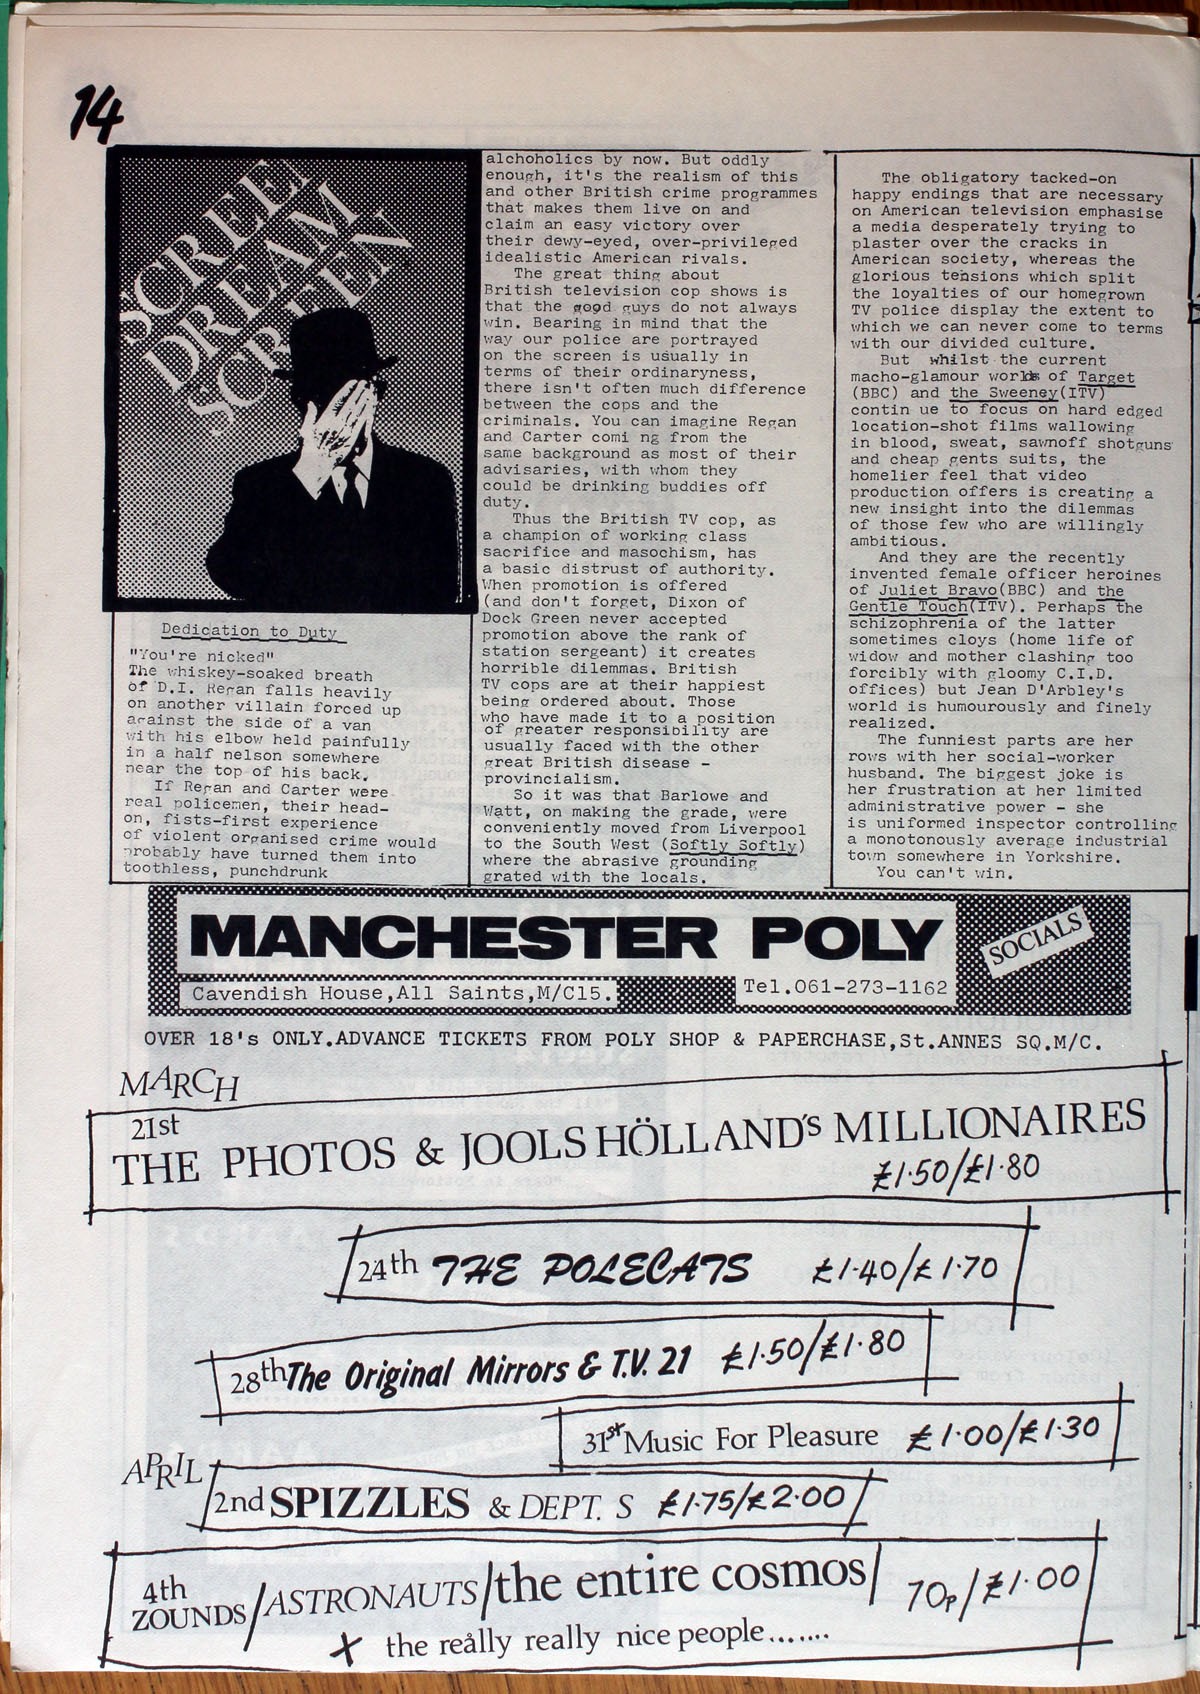 14
SCREEN
DREAM
SCREEN
Dedication to Duty
"You're nicked"
The whiskey-soaked breath
of D.I. Regan falls heavily
on another villain forced up
against the side of a van
with his elbow held painfully
in a half nelson somewhere
near the top of his back.
If Regan and Carter were
real policemen, their head-
on, fists-first experience
of violent organised crime would
probably have turned them into
toothless, punchdrunk
alchoholics by now. But oddly
enough, it's the realism of this
and other British crime programmes
that makes them live on and
claim an easy victory over
their dewy-eyed, over-privileged
idealistic American rivals.
The great thing about
British television cop shows is
that the good guys do not always
win. Bearing in mind that the
way our police are portrayed
on the screen is usually in
terms of their ordinaryness,
there isn't often much difference
between the cops and the
criminals. You can imagine Regan
and Carter comi ng from the
same background as most of their
advisaries, with whom they
could be drinking buddies off
duty.
Thus the British TV cop, as
a champion of working class
sacrifice and masochism, has
a basic distrust of authority.
When promotion is offered
(and don't forget, Dixon of
Dock Green never accepted
promotion above the rank of
station sergeant) it creates
horrible dilemmas. British
TV cops are at their happiest
being ordered about. Those
who have made it to a position
of greater responsibility are
usually faced with the other
great British disease -
provincialism.
So it was that Barlowe and
Watt, on making the grade, were
conveniently moved from Liverpool
to the South West (Softly Softly)
where the abrasive grounding
grated with the locals.
The obligatory tacked-on
happy endings that are necessary
on American television emphasise
a media desperately trying to
plaster over the cracks in
American society, whereas the
glorious tensions which split
the loyalties of our homegrown
TV police display the extent to
which we can never come to terms
with our divided culture.
But whilst the current
macho-glamour worlds of Target
(BBC) and the Sweeney(ITV)
contin ue to focus on hard edged
location-shot films wallowing
in blood, sweat, sawnoff shotguns
and cheap gents suits, the
homelier feel that video
production offers is creating a
new insight into the dilemmas
of those few who are willingly
ambitious.
And they are the recently
invented female officer heroines
of Juliet Bravo(BBC) and the
Gentle Touch(ITV). Perhaps the
schizophrenia of the latter
sometimes cloys (home life of
widow and mother clashing too
forcibly with gloomy C.I.D.
offices) but Jean D'Arbley's
world is humourously and finely
realized.
The funniest parts are her
rows with her social-worker
husband. The biggest joke is
her frustration at her limited
administrative power - she
is uniformed inspector controlling
a monotonously average industrial
town somewhere in Yorkshire.
You can't win.
MANCHESTER POLY
SOCIALS
Cavendish House,All Saints,M/C15.
Tel.061-273-1162
OVER 18's ONLY.ADVANCE TICKETS FROM POLY SHOP & PAPERCHASE,St.ANNES SQ.M/C.
MARCH
21st
THE PHOTOS & JOOLS HÖLLAND's MILLIONAIRES
£1·50/£1·80
24th THE POLECATS £1·40/£1·70
28th The Original Mirrors & T.V. 21 £1·50/£1·80
31st Music For Pleasure £1·00/£1·30
APRIL
2nd SPIZZLES & DEPT. S £1·75/£2·00
4th
ZOUNDS/ASTRONAUTS/the entire cosmos/ 70p/£1·00
X the really really nice people.......